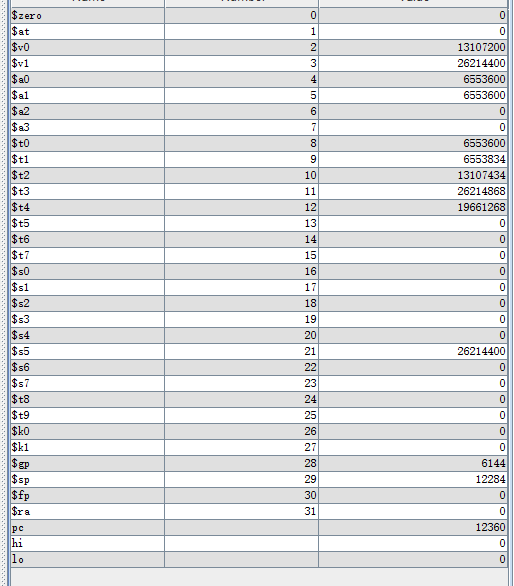 $zero 0 0
$at 1 0
$v0 2 13107200
$v1 3 26214400
$a0 4 6553600
$a1 5 6553600
$a2 6 0
$a3 7 0
$t0 8 6553600
$t1 9 6553834
$t2 10 13107434
$t3 11 26214868
$t4 12 19661268
$t5 13 0
$t6 14 0
$t7 15 0
$s0 16 0
$s1 17 0
$s2 18 0
$s3 19 0
$s4 20 0
$s5 21 26214400
$s6 22 0
$s7 23 0
$t8 24 0
$t9 25 0
$k0 26 0
$k1 27 0
$gp 28 6144
$sp 29 12284
$fp 30 0
$ra 31 0
pc 12360
hi 0
lo 0